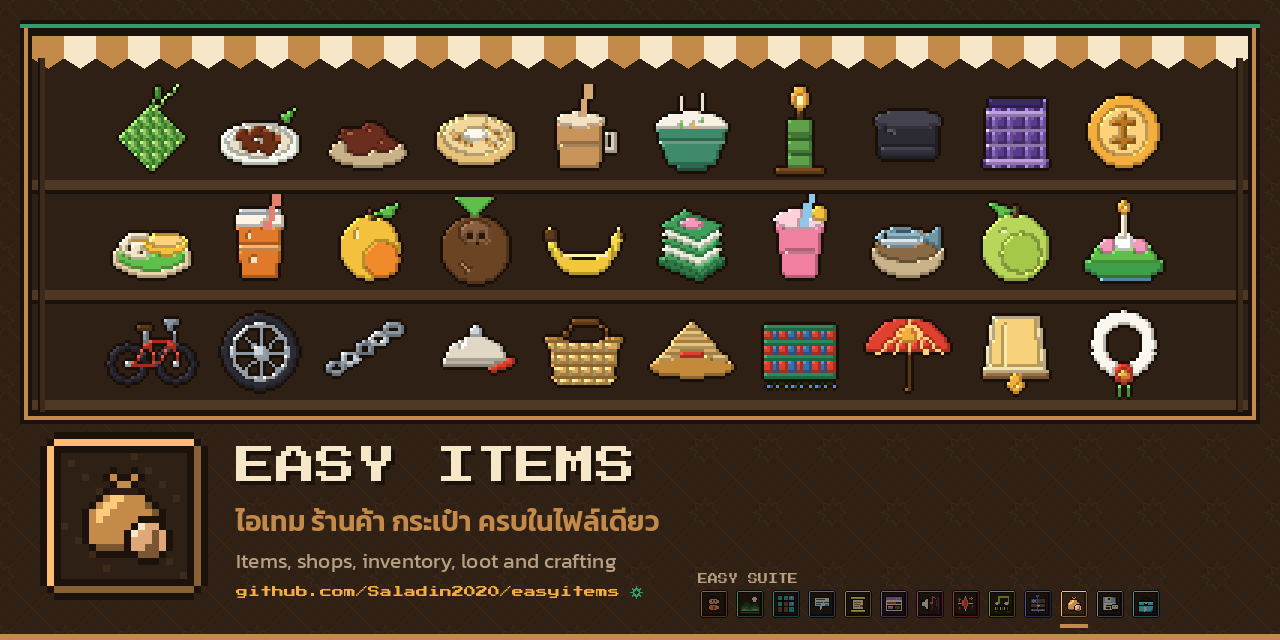 EASY ITEMS
ไอเทม ร้านค้า กระเป๋า ครบในไฟล์เดียว
Items, shops, inventory, loot and crafting
github.com/Saladin2020/easyitems
EASY SUITE